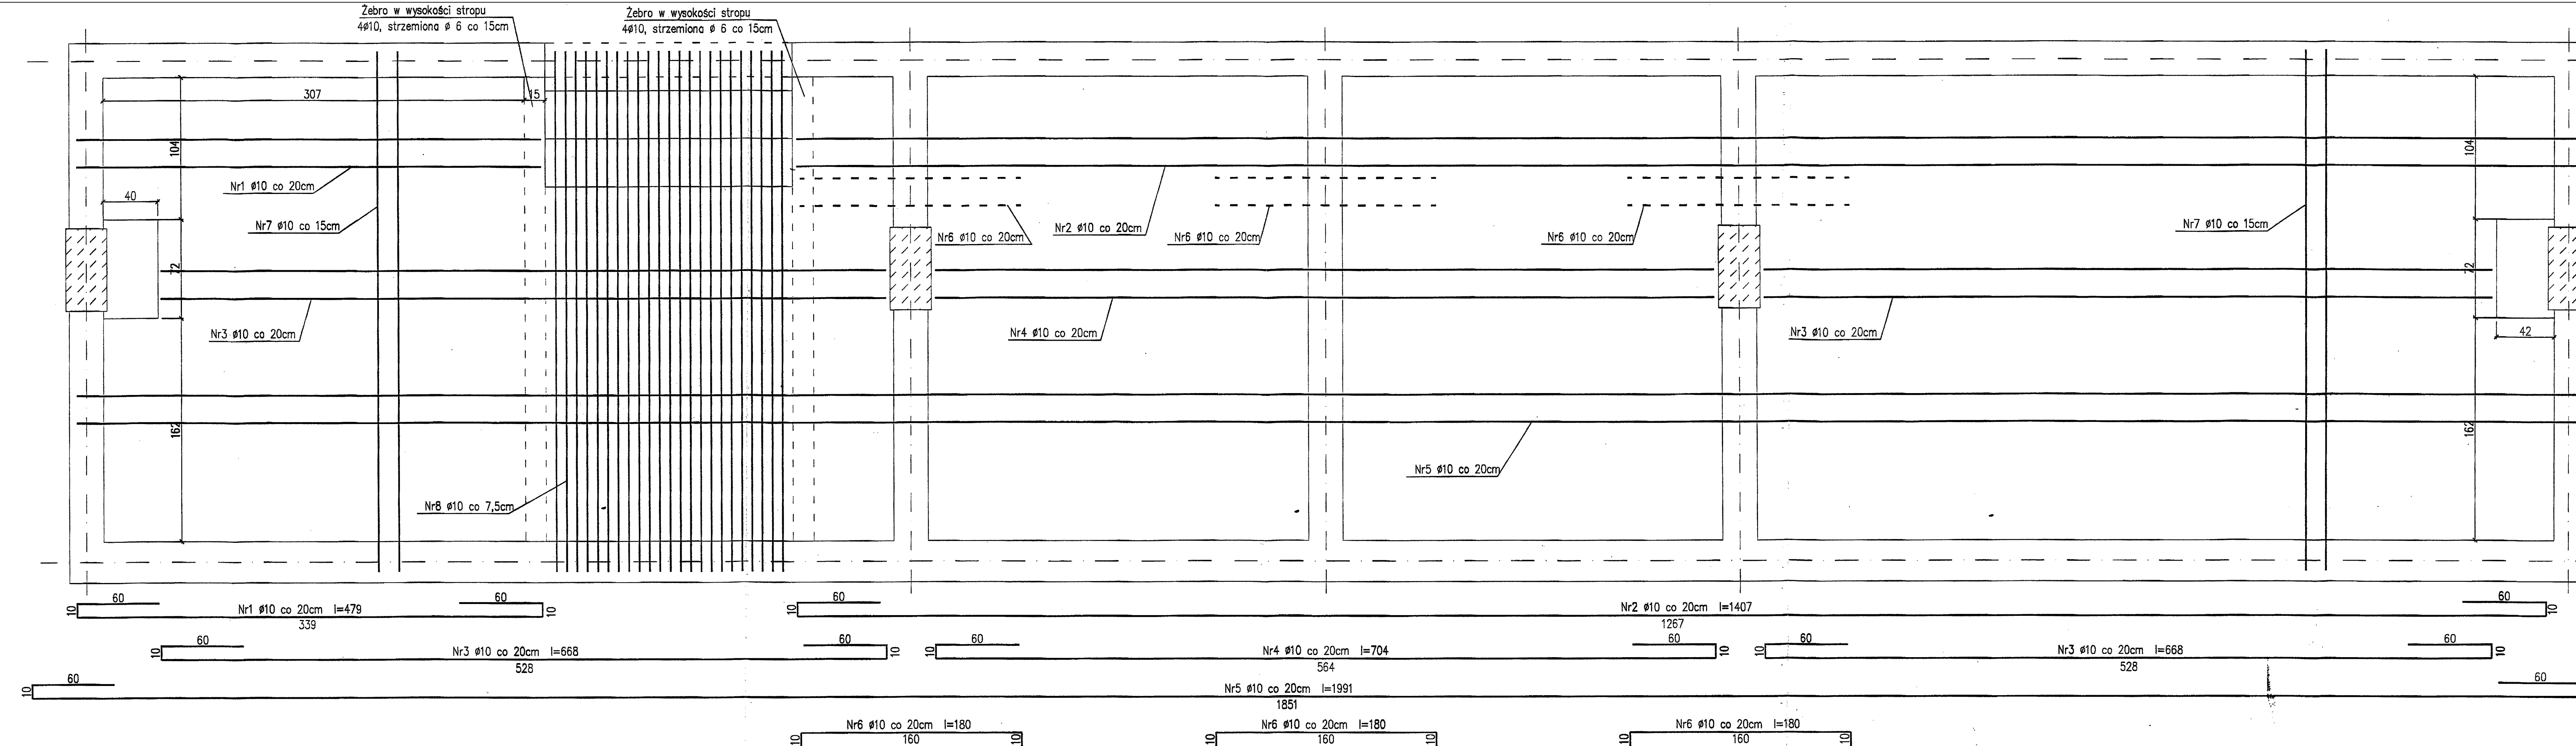 Żebro w wysokości stropu
4ø10, strzemiona ø 6 co 15cm
Żebro w wysokości stropu
4ø10, strzemiona ø 6 co 15cm
307
15
104
104
Nr1 ø10 co 20cm
40
Nr7 ø10 co 15cm
Nr6 ø10 co 20cm
Nr2 ø10 co 20cm
Nr6 ø10 co 20cm
Nr6 ø10 co 20cm
Nr7 ø10 co 15cm
72
72
Nr3 ø10 co 20cm
Nr4 ø10 co 20cm
Nr3 ø10 co 20cm
42
162
162
Nr5 ø10 co 20cm
Nr8 ø10 co 7,5cm
10
60
Nr1 ø10 co 20cm l=479
60
10
339
10
60
Nr2 ø10 co 20cm l=1407
60
10
1267
10
60
Nr3 ø10 co 20cm l=668
60
10
528
10
60
Nr4 ø10 co 20cm l=704
60
10
564
10
60
Nr3 ø10 co 20cm l=668
60
10
528
10
60
Nr5 ø10 co 20cm l=1991
60
1851
10
Nr6 ø10 co 20cm l=180
10
160
10
Nr6 ø10 co 20cm l=180
10
160
10
Nr6 ø10 co 20cm l=180
10
160